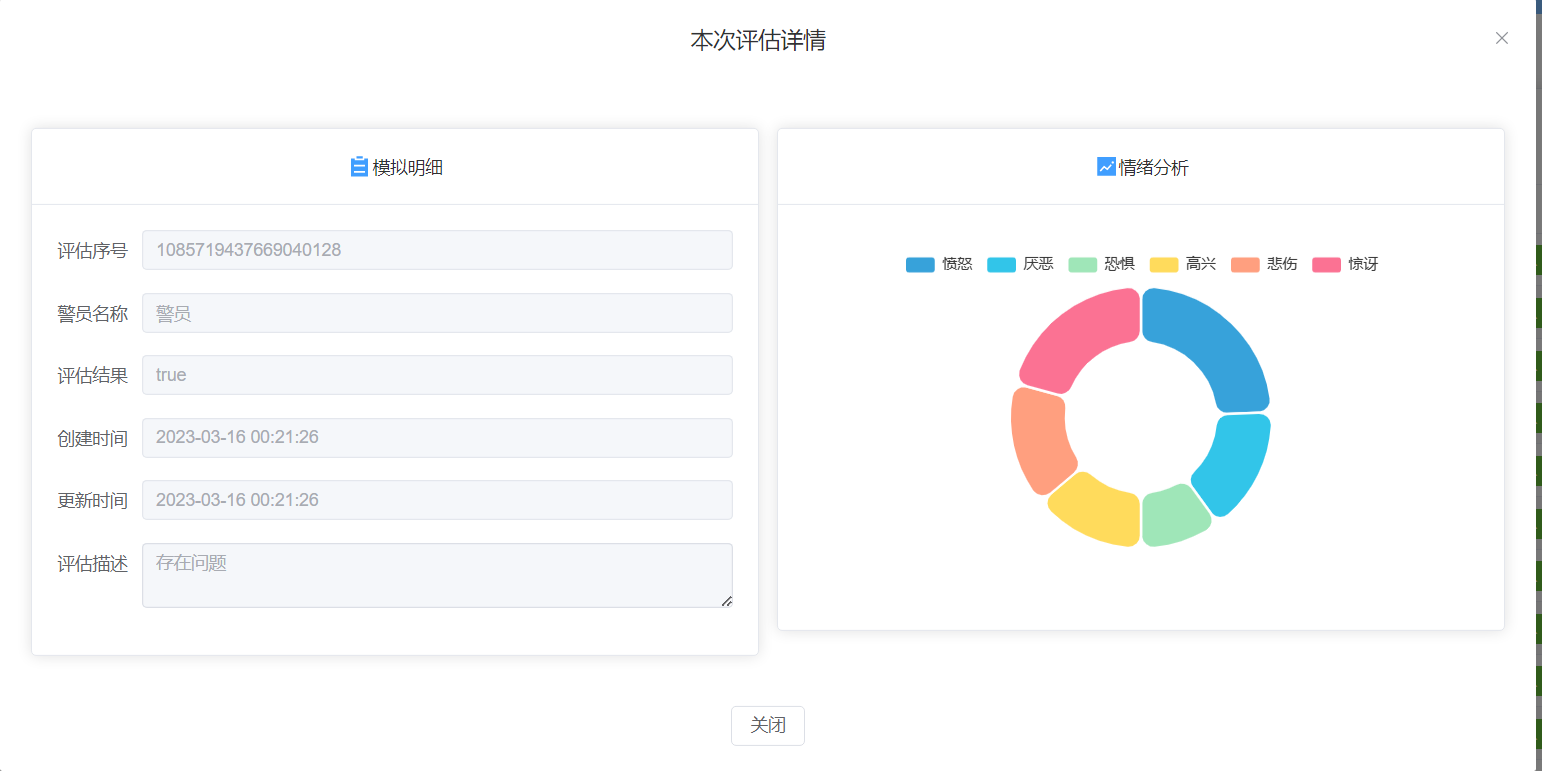 本次评估详情
模拟明细
评估序号 1085719437669040128
警员名称 警员
评估结果 true
创建时间 2023-03-16 00:21:26
更新时间 2023-03-16 00:21:26
评估描述 存在问题
情绪分析
愤怒 厌恶 恐惧 高兴 悲伤 惊讶
关闭